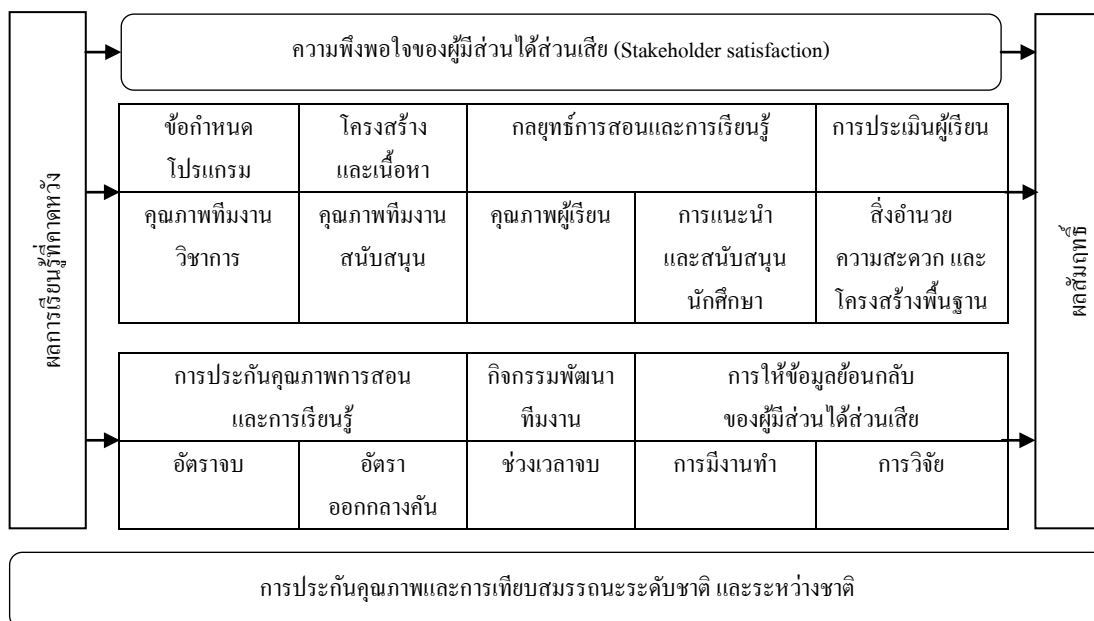 ผลการเรียนรู้ที่คาดหวัง
ความพึงพอใจของผู้มีส่วนได้ส่วนเสีย (Stakeholder satisfaction)
ข้อกำหนด
โปรแกรม
โครงสร้าง
และเนื้อหา
กลยุทธ์การสอนและการเรียนรู้
การประเมินผู้เรียน
คุณภาพทีมงาน
วิชาการ
คุณภาพทีมงาน
สนับสนุน
คุณภาพผู้เรียน
การแนะนำ
และสนับสนุน
นักศึกษา
สิ่งอำนวย
ความสะดวก และ
โครงสร้างพื้นฐาน
การประกันคุณภาพการสอน
และการเรียนรู้
กิจกรรมพัฒนา
ทีมงาน
การให้ข้อมูลย้อนกลับ
ของผู้มีส่วนได้ส่วนเสีย
อัตราจบ
อัตรา
ออกกลางคัน
ช่วงเวลาจบ
การมีงานทำ
การวิจัย
ผลสัมฤทธิ์
การประกันคุณภาพและการเทียบสมรรถนะระดับชาติ และระหว่างชาติ